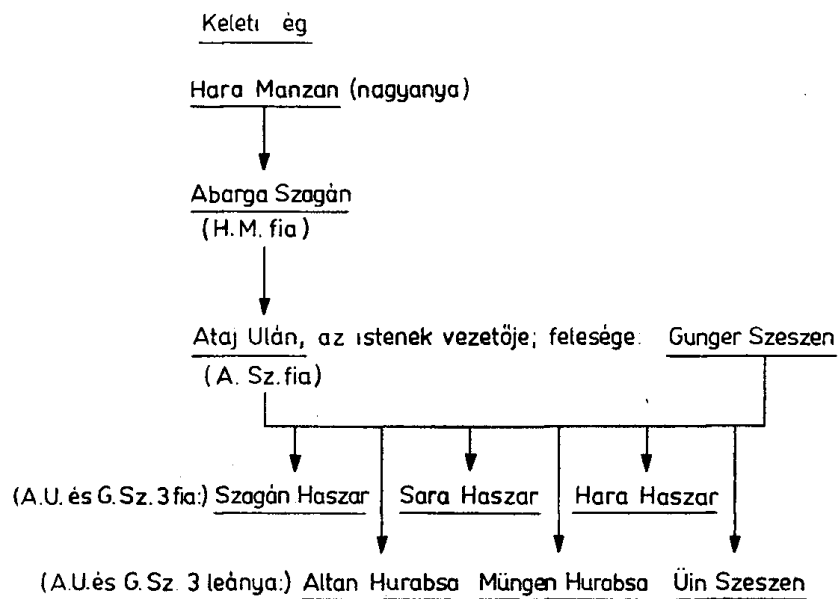 Keleti ég
Hara Manzan (nagyanya)
Abarga Szagán
(H.M. fia)
Ataj Ulán, az istenek vezetője; felesége: Gunger Szeszen
(A. Sz. fia)
(A.U. és G.Sz. 3 fia:) Szagán Haszar Sara Haszar Hara Haszar
(A.U. és G.Sz. 3 leánya:) Altan Hurabsa Müngen Hurabsa Üin Szeszen